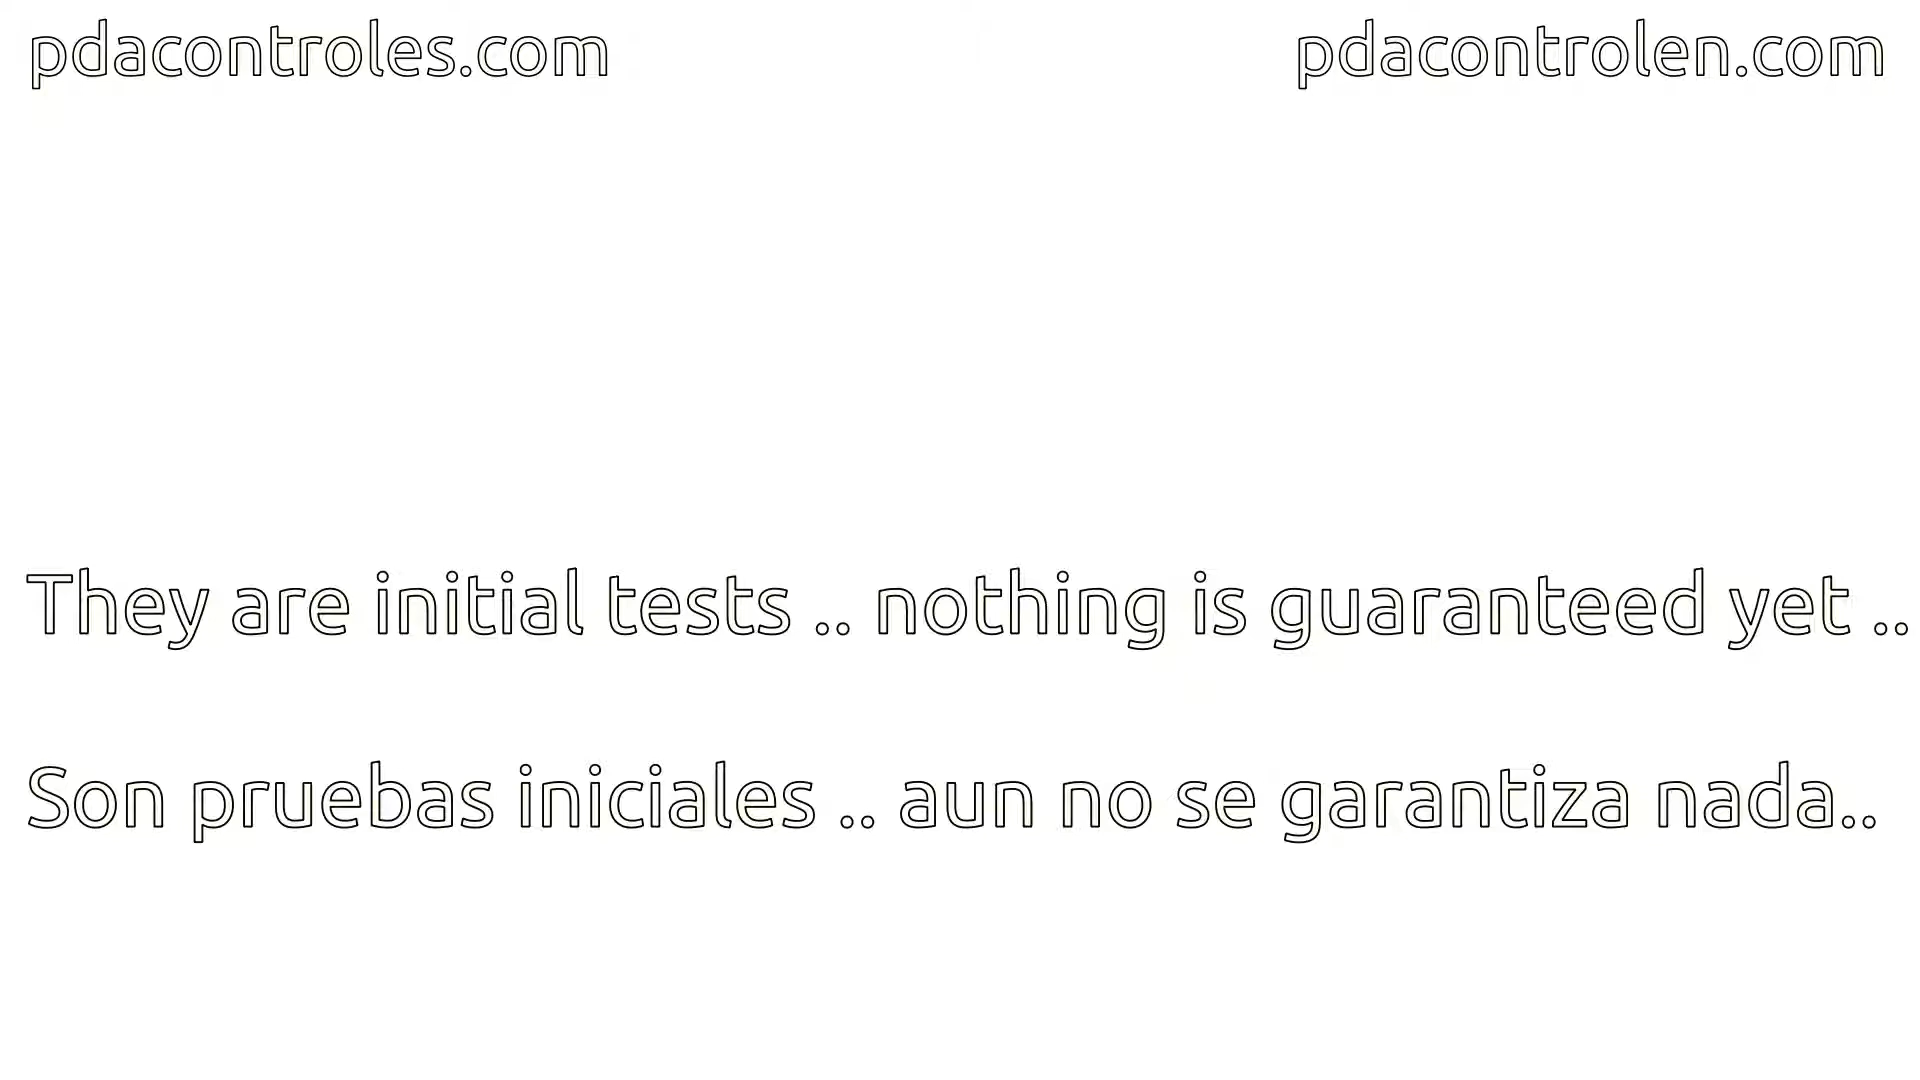 pdacontroles.com
pdacontrolen.com
They are initial tests .. nothing is guaranteed yet ..
Son pruebas iniciales .. aun no se garantiza nada..